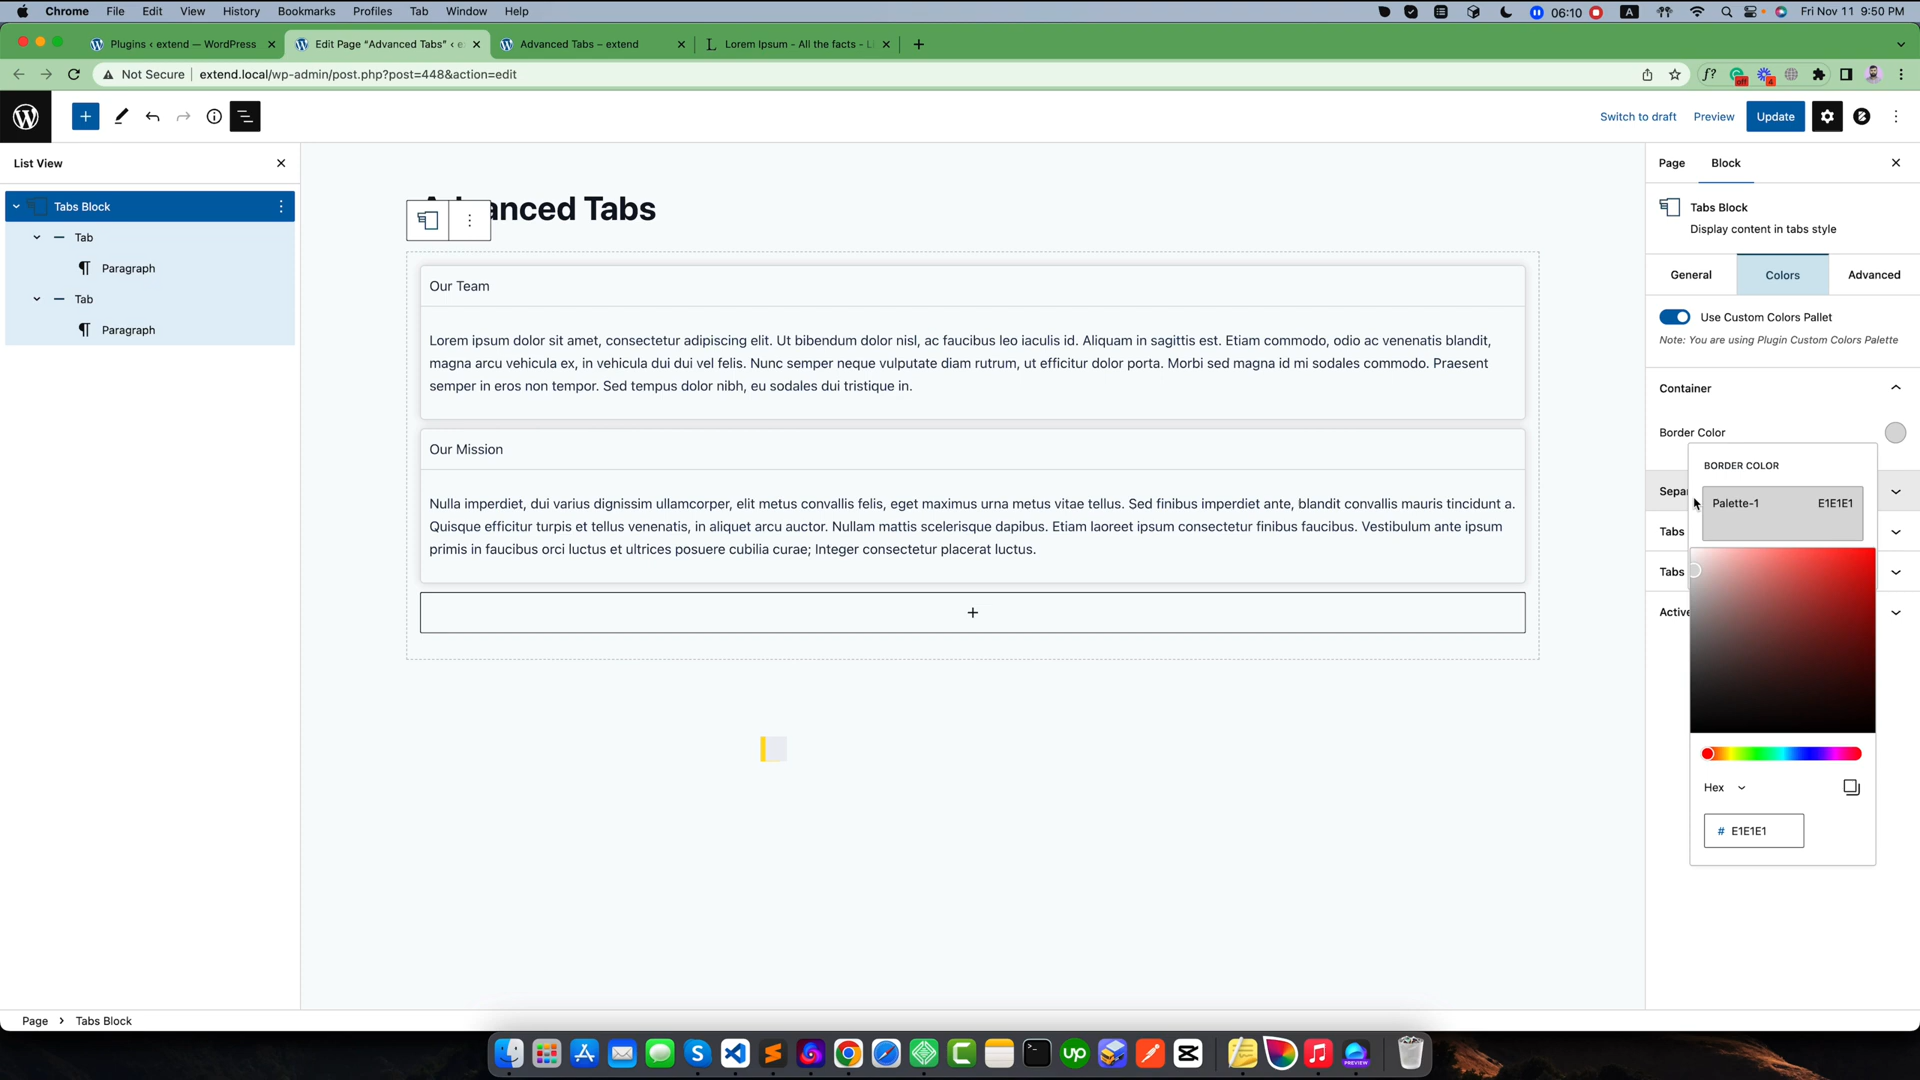 Chrome File Edit View History Bookmarks Profiles Tab Window Help 06:10 A Fri Nov 11 9:50 PM
Plugins ‹ extend — WordPress Edit Page “Advanced Tabs” ‹ e Advanced Tabs – extend Lorem Ipsum - All the facts - Li
Not Secure extend.local/wp-admin/post.php?post=448&action=edit
Switch to draft Preview Update
List View
Tabs Block
Tab
Paragraph
Tab
Paragraph
anced Tabs
Our Team
Lorem ipsum dolor sit amet, consectetur adipiscing elit. Ut bibendum dolor nisl, ac faucibus leo iaculis id. Aliquam in sagittis est. Etiam commodo, odio ac venenatis blandit,
magna arcu vehicula ex, in vehicula dui dui vel felis. Nunc semper neque vulputate diam rutrum, ut efficitur dolor porta. Morbi sed magna id mi sodales commodo. Praesent
semper in eros non tempor. Sed tempus dolor nibh, eu sodales dui tristique in.
Our Mission
Nulla imperdiet, dui varius dignissim ullamcorper, elit metus convallis felis, eget maximus urna metus vitae tellus. Sed finibus imperdiet ante, blandit convallis mauris tincidunt a.
Quisque efficitur turpis et tellus venenatis, in aliquet arcu auctor. Nullam mattis scelerisque dapibus. Etiam laoreet ipsum consectetur finibus faucibus. Vestibulum ante ipsum
primis in faucibus orci luctus et ultrices posuere cubilia curae; Integer consectetur placerat luctus.
+
Page Block
Tabs Block
Display content in tabs style
General Colors Advanced
Use Custom Colors Pallet
Note: You are using Plugin Custom Colors Palette
Container
Border Color
BORDER COLOR
Sepa
Palette-1 E1E1E1
Tabs
Tabs
Active
Hex
# E1E1E1
Page › Tabs Block
up
PREVIEW